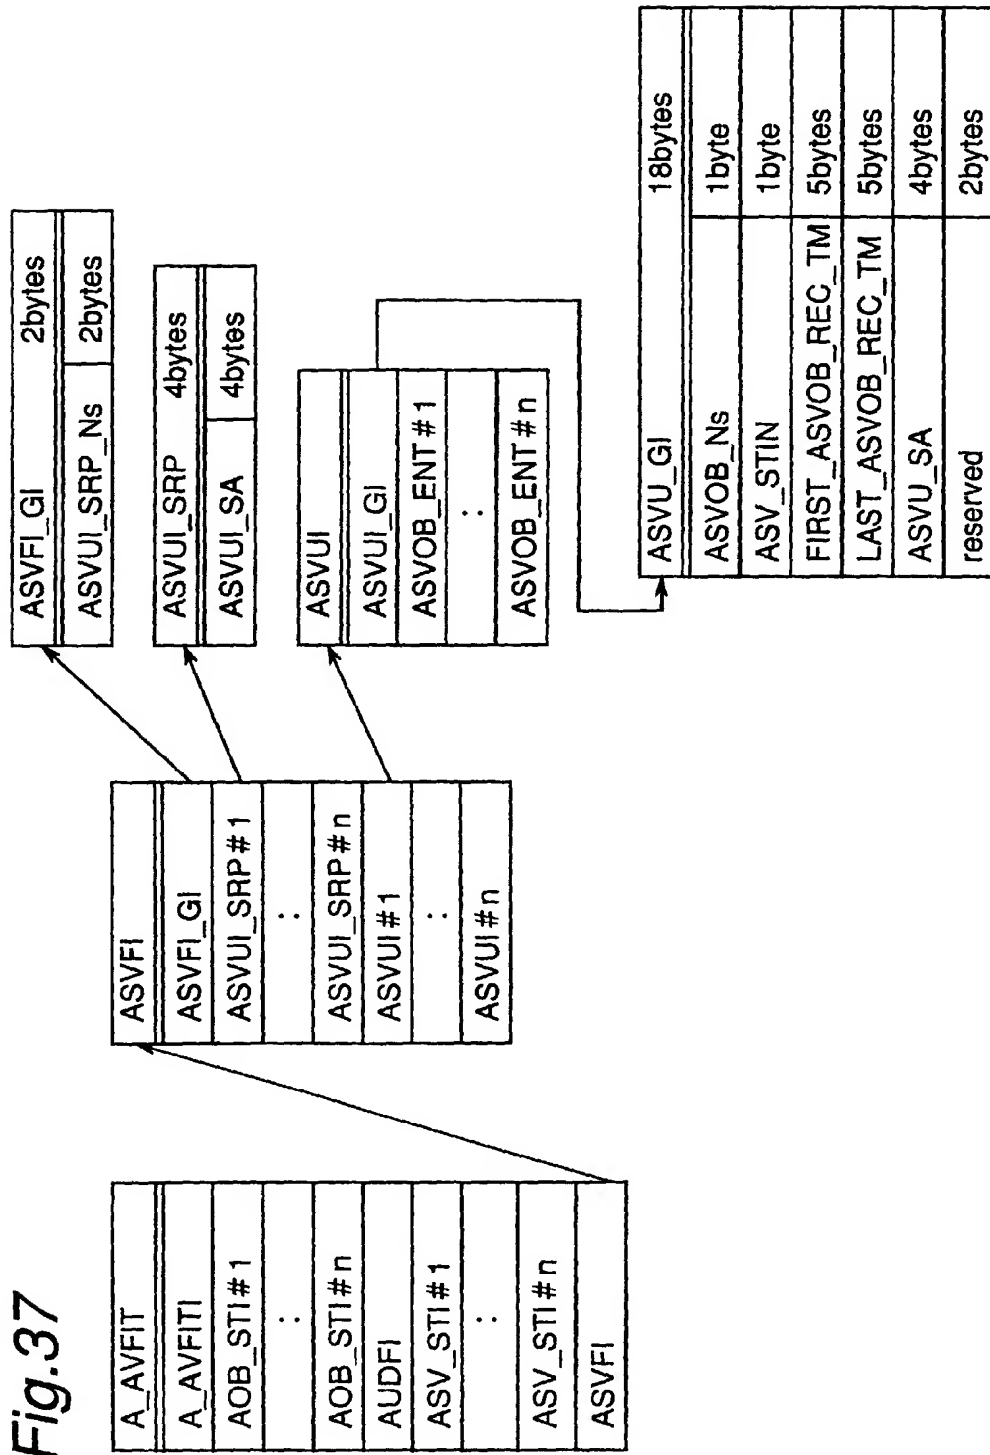 Fig.37
A_AVFIT
A_AVFITI
AOB_STI#1
:
AOB_STI#n
AUDFI
ASV_STI#1
:
ASV_STI#n
ASVFI
ASVFI
ASVFI_GI
ASVUI_SRP#1
:
ASVUI_SRP#n
ASVUI#1
:
ASVUI#n
ASVFI_GI 2bytes
ASVUI_SRP_Ns 2bytes
ASVUI_SRP 4bytes
ASVUI_SA 4bytes
ASVUI
ASVUI_GI
ASVOB_ENT#1
:
ASVOB_ENT#n
ASVU_GI 18bytes
ASVOB_Ns 1byte
ASV_STIN 1byte
FIRST_ASVOB_REC_TM 5bytes
LAST_ASVOB_REC_TM 5bytes
ASVU_SA 4bytes
reserved 2bytes